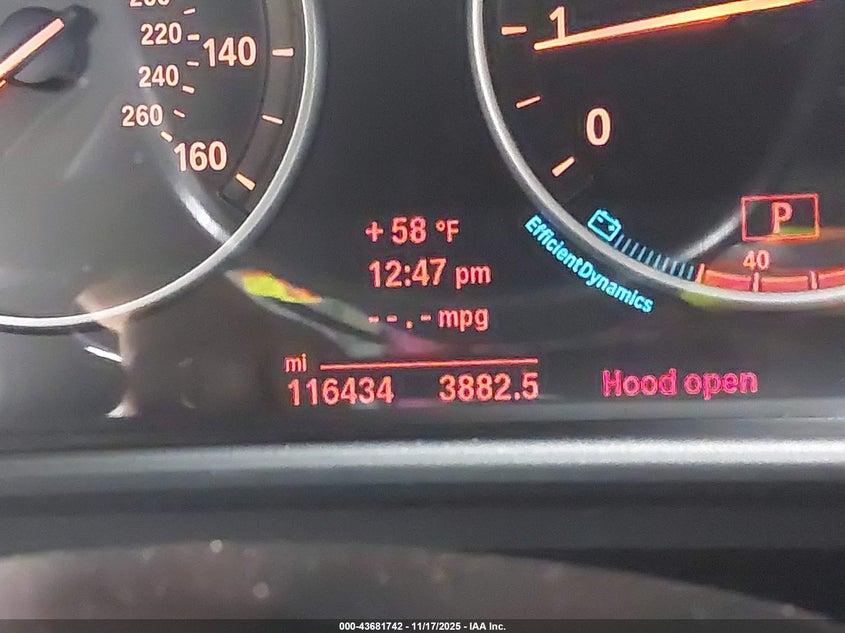 220
140
240
260
160
1
0
+ 58 °F
12:47 pm
--.- mpg
EfficientDynamics
P
40
mi
116434 3882.5
Hood open
000-43681742 - 11/17/2025 - IAA Inc.